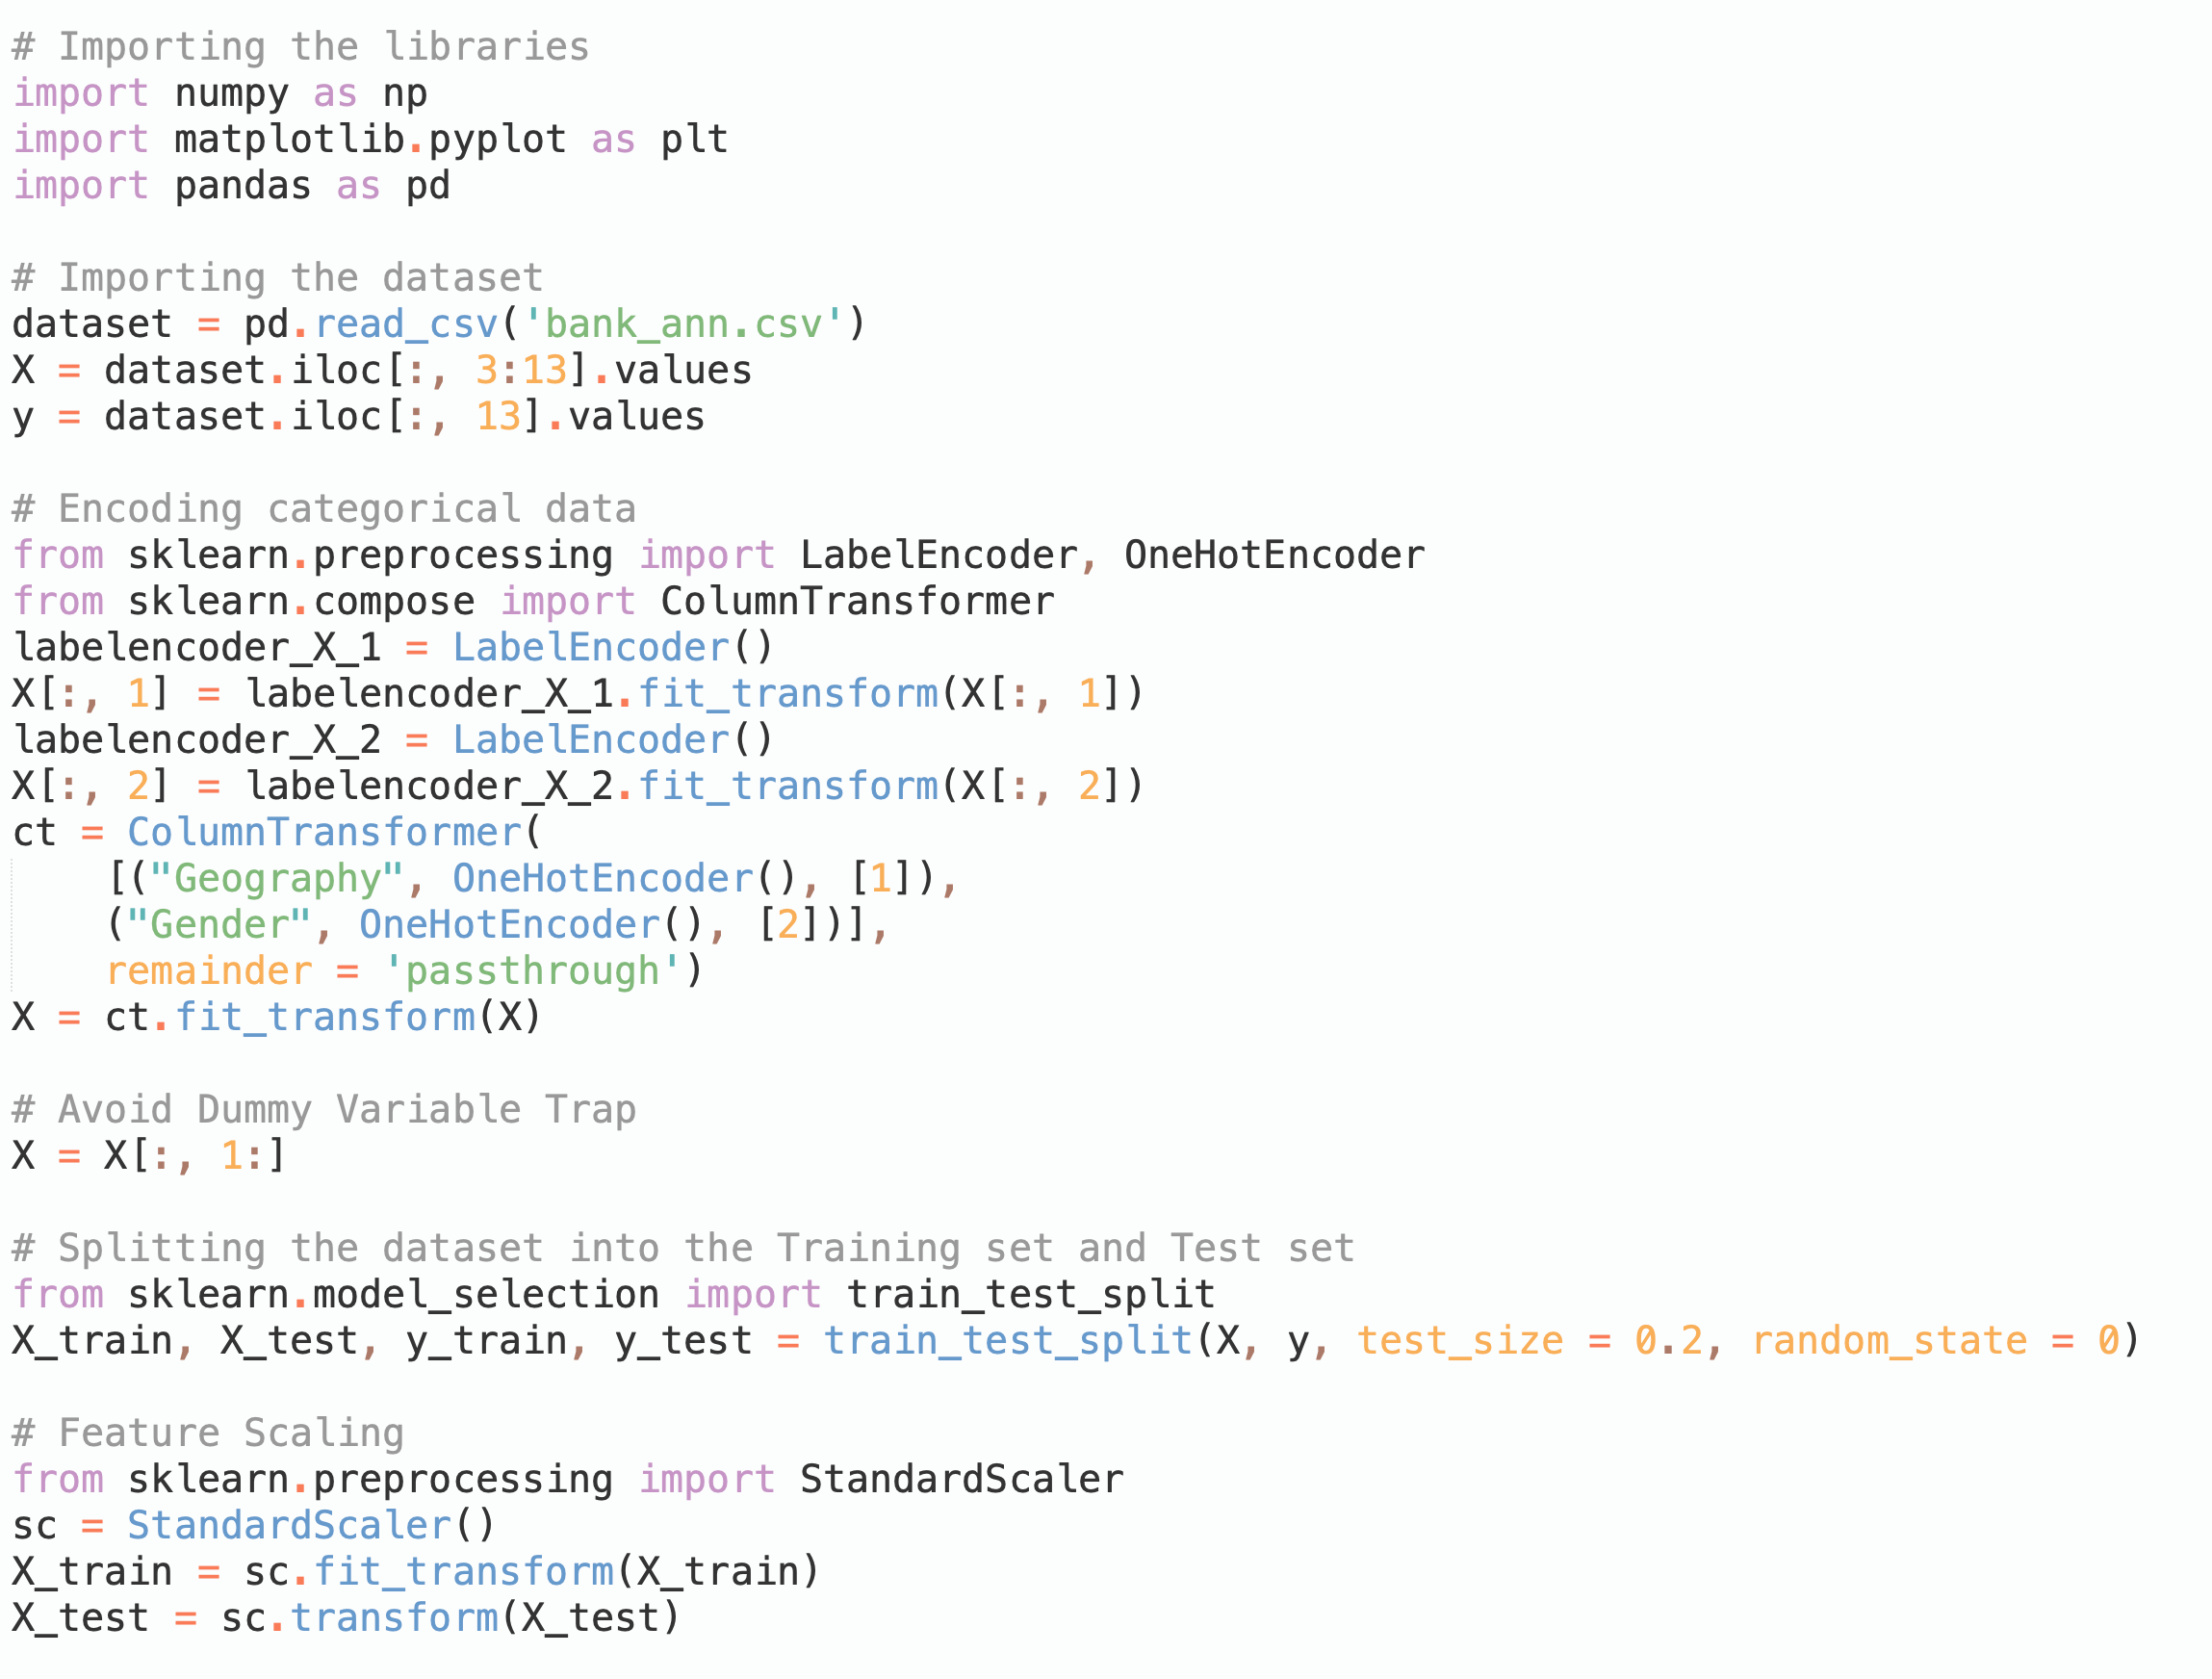 # Importing the libraries
import numpy as np
import matplotlib.pyplot as plt
import pandas as pd

# Importing the dataset
dataset = pd.read_csv('bank_ann.csv')
X = dataset.iloc[:, 3:13].values
y = dataset.iloc[:, 13].values

# Encoding categorical data
from sklearn.preprocessing import LabelEncoder, OneHotEncoder
from sklearn.compose import ColumnTransformer
labelencoder_X_1 = LabelEncoder()
X[:, 1] = labelencoder_X_1.fit_transform(X[:, 1])
labelencoder_X_2 = LabelEncoder()
X[:, 2] = labelencoder_X_2.fit_transform(X[:, 2])
ct = ColumnTransformer(
    [("Geography", OneHotEncoder(), [1]),
    ("Gender", OneHotEncoder(), [2])],
    remainder = 'passthrough')
X = ct.fit_transform(X)

# Avoid Dummy Variable Trap
X = X[:, 1:]

# Splitting the dataset into the Training set and Test set
from sklearn.model_selection import train_test_split
X_train, X_test, y_train, y_test = train_test_split(X, y, test_size = 0.2, random_state = 0)

# Feature Scaling
from sklearn.preprocessing import StandardScaler
sc = StandardScaler()
X_train = sc.fit_transform(X_train)
X_test = sc.transform(X_test)